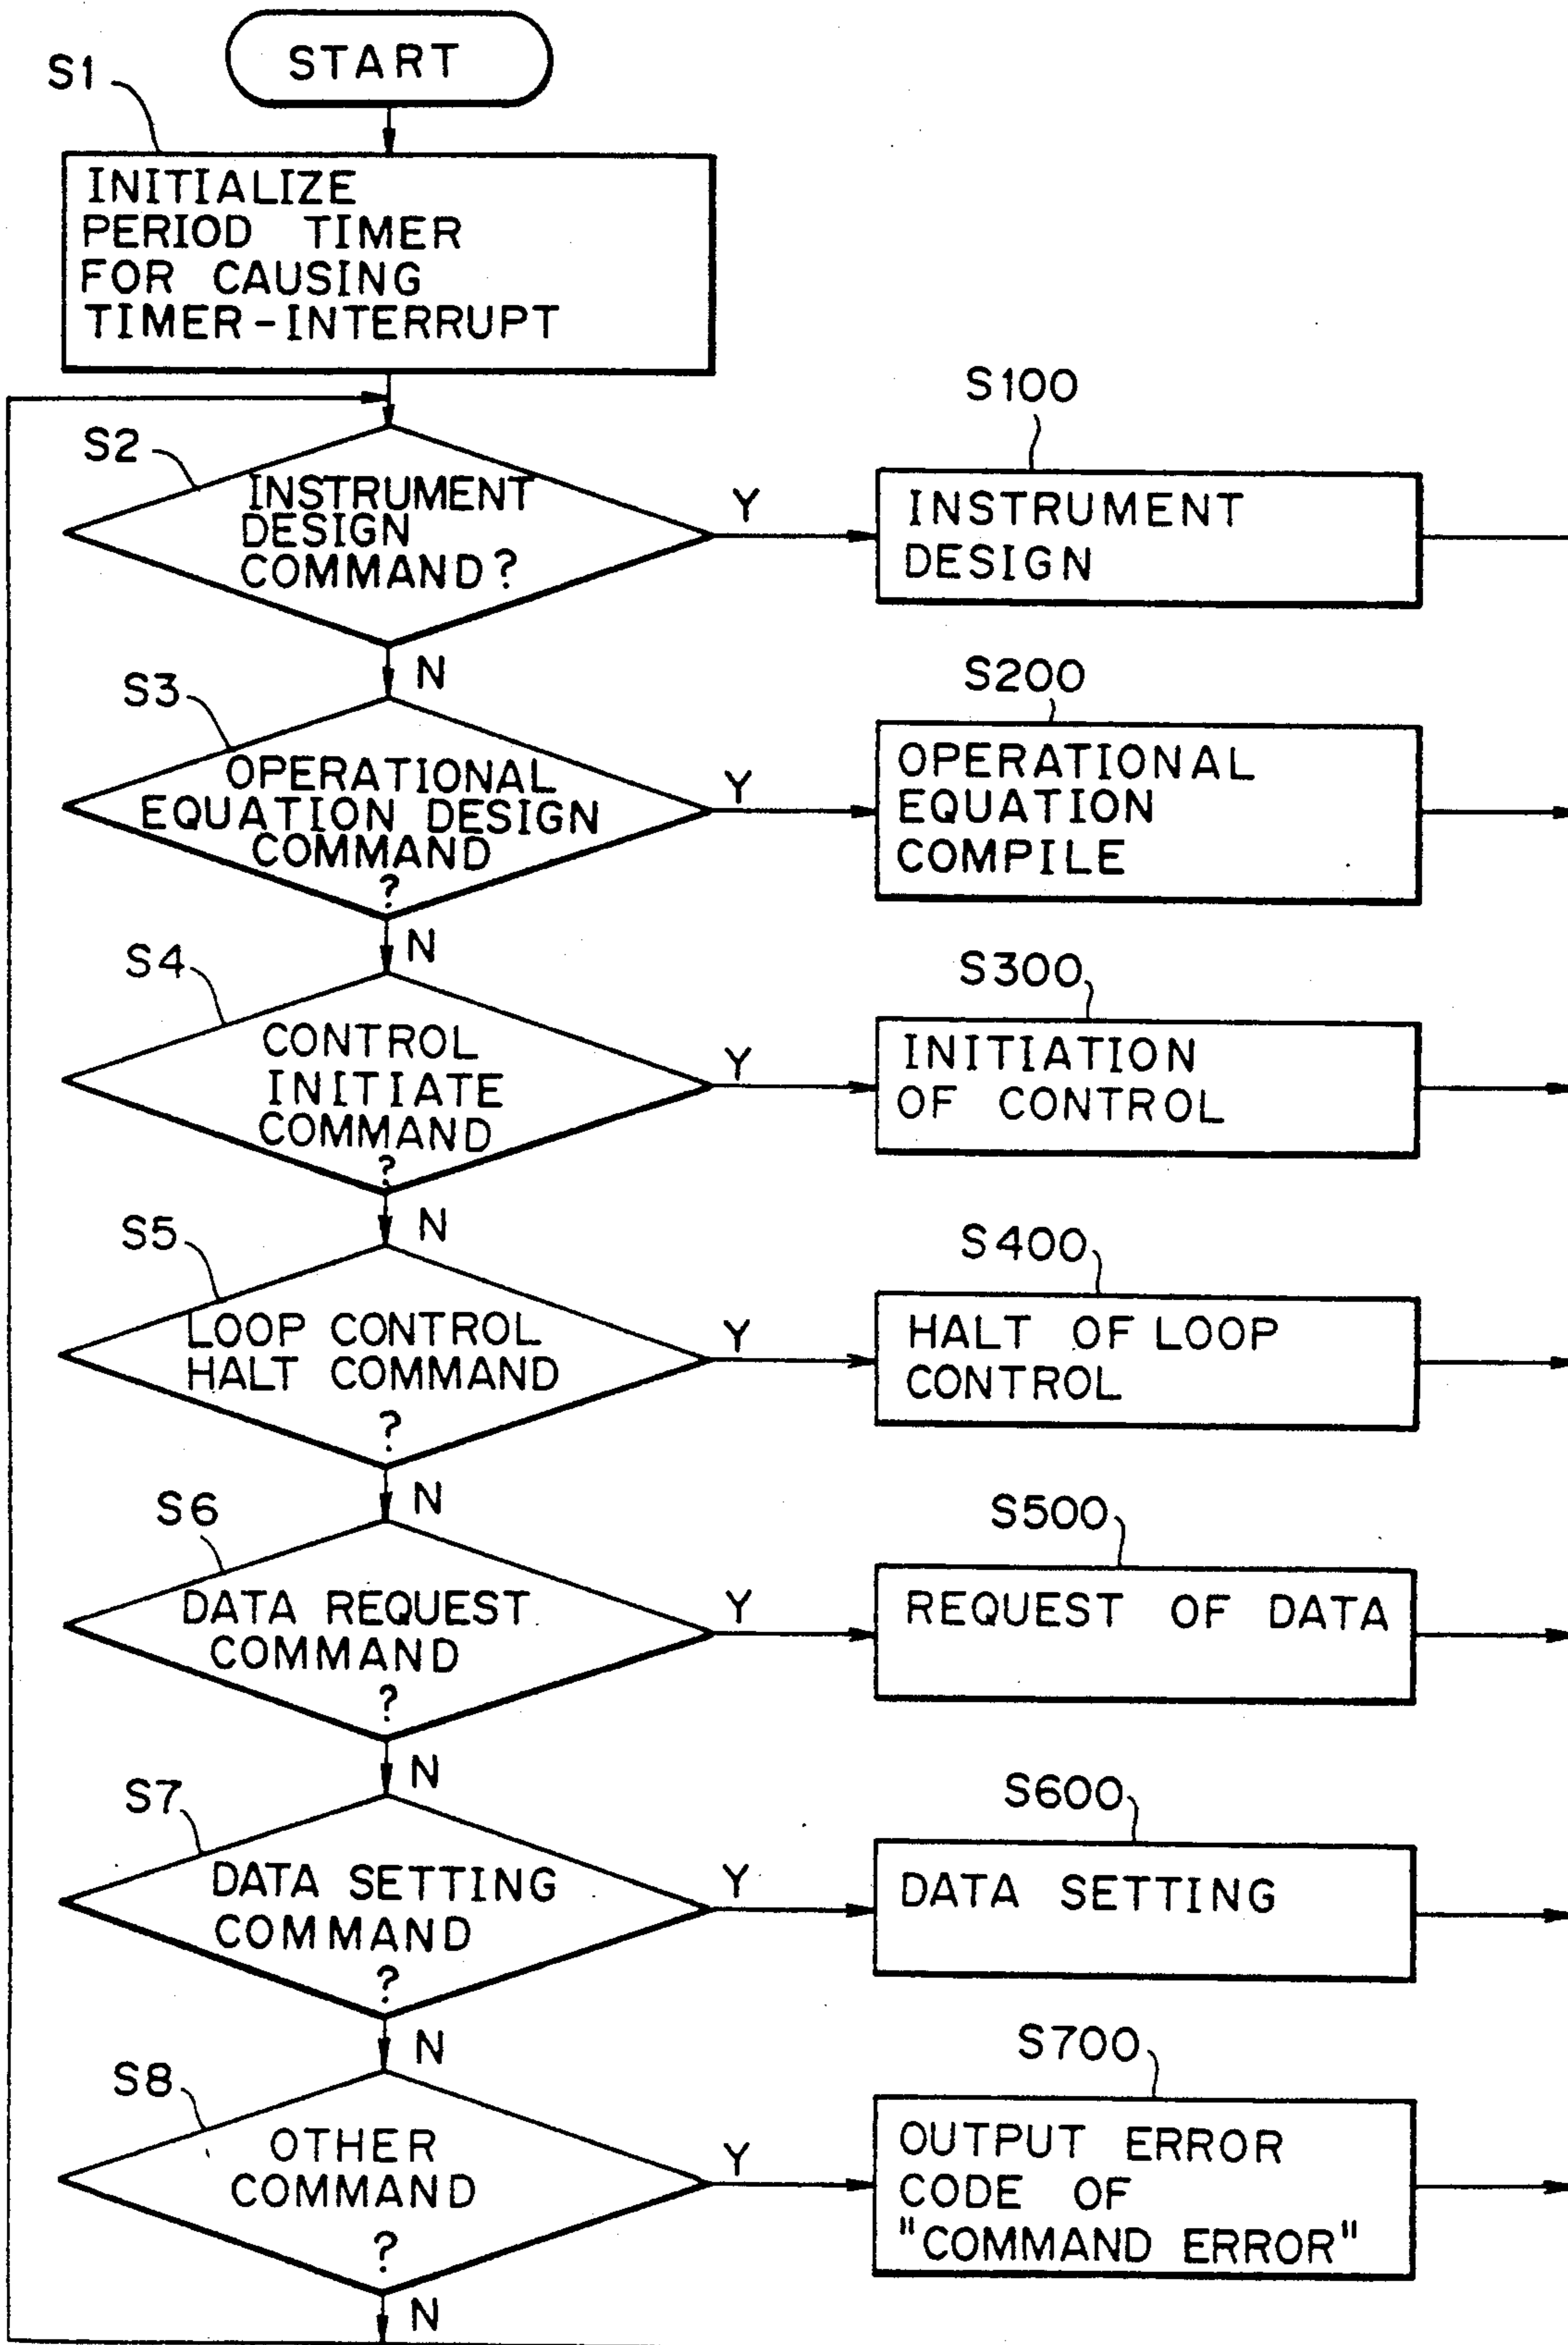 START
S1
INITIALIZE
PERIOD TIMER
FOR CAUSING
TIMER-INTERRUPT
S2
INSTRUMENT
DESIGN
COMMAND?
Y
S100
INSTRUMENT
DESIGN
N
S3
OPERATIONAL
EQUATION DESIGN
COMMAND
?
Y
S200
OPERATIONAL
EQUATION
COMPILE
N
S4
CONTROL
INITIATE
COMMAND
?
Y
S300
INITIATION
OF CONTROL
N
S5
LOOP CONTROL
HALT COMMAND
?
Y
S400
HALT OF LOOP
CONTROL
N
S6
DATA REQUEST
COMMAND
?
Y
S500
REQUEST OF DATA
N
S7
DATA SETTING
COMMAND
?
Y
S600
DATA SETTING
N
S8
OTHER
COMMAND
?
Y
S700
OUTPUT ERROR
CODE OF
"COMMAND ERROR"
N